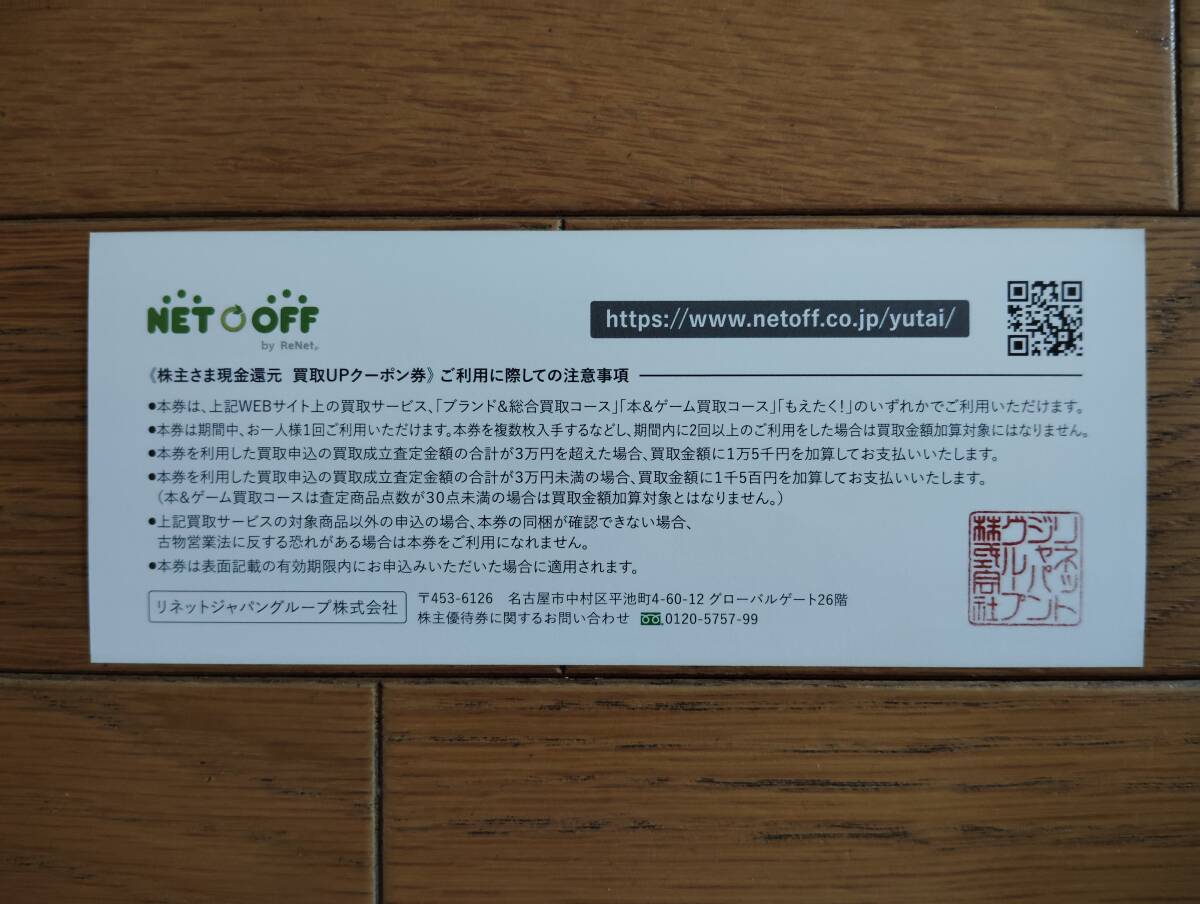 NET OFF
by ReNet®
https://www.netoff.co.jp/yutai/
《株主さま現金還元 買取UPクーポン券》ご利用に際しての注意事項
●本券は、上記WEBサイト上の買取サービス、「ブランド&総合買取コース」「本&ゲーム買取コース」「もえたく!」のいずれかでご利用いただけます。
●本券は期間中、お一人様1回ご利用いただけます。本券を複数枚入手するなどし、期間内に2回以上のご利用をした場合は買取金額加算対象にはなりません。
●本券を利用した買取申込の買取成立査定金額の合計が3万円を超えた場合、買取金額に1万5千円を加算してお支払いいたします。
●本券を利用した買取申込の買取成立査定金額の合計が3万円未満の場合、買取金額に1千5百円を加算してお支払いいたします。
(本&ゲーム買取コースは査定商品点数が30点未満の場合は買取金額加算対象とはなりません。)
●上記買取サービスの対象商品以外の申込の場合、本券の同梱が確認できない場合、
古物営業法に反する恐れがある場合は本券をご利用になれません。
●本券は表面記載の有効期限内にお申込みいただいた場合に適用されます。
リネットジャパングループ株式会社
〒453-6126 名古屋市中村区平池町4-60-12 グローバルゲート26階
株主優待券に関するお問い合わせ 0120-5757-99
リネット
ジャパン
グループ
株式会社